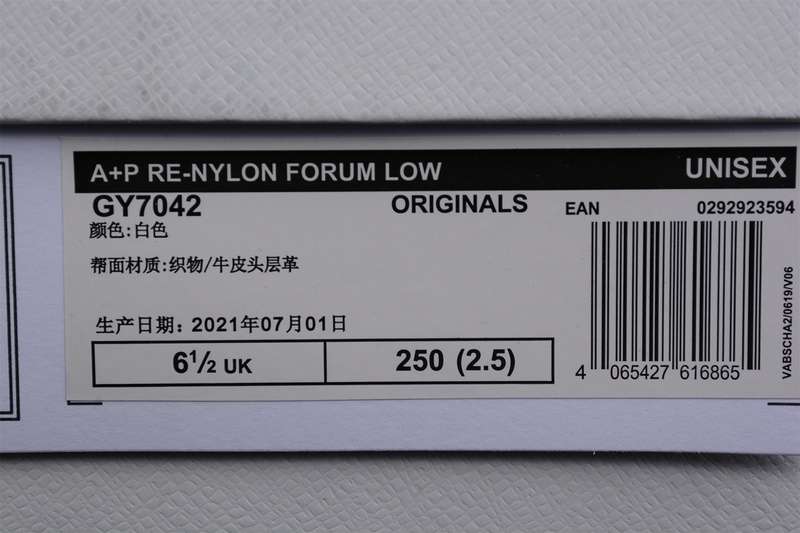 A+P RE-NYLON FORUM LOW UNISEX
GY7042 ORIGINALS EAN 0292923594
颜色:白色
帮面材质:织物/牛皮头层革
生产日期: 2021年07月01日
6½ UK 250 (2.5)
4 065427 616865
VABSCHA2/0619/V06